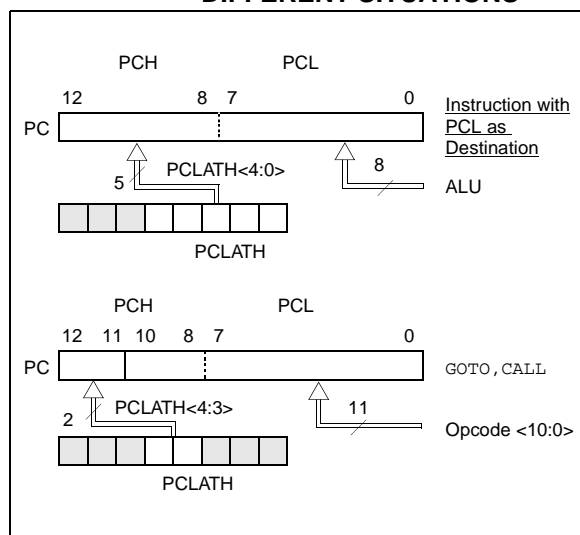 DIFFERENT SITUATIONS
PCH PCL
12 8 7 0
PC
Instruction with
PCL as
Destination
5 PCLATH<4:0> 8
ALU
PCLATH
PCH PCL
12 11 10 8 7 0
PC GOTO,CALL
2 PCLATH<4:3> 11
Opcode <10:0>
PCLATH